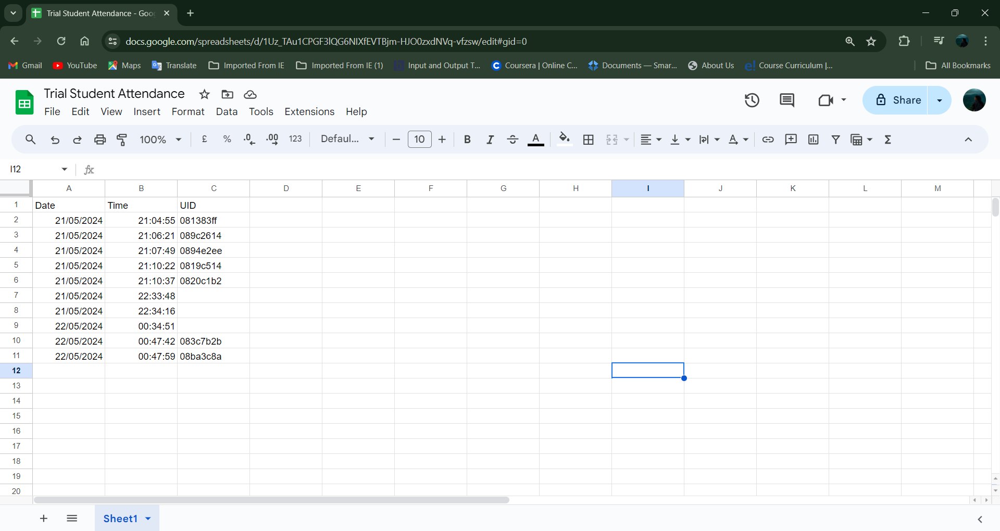 Trial Student Attendance - Goo
docs.google.com/spreadsheets/d/1Uz_TAu1CPGF3lQG6NIXfEVTBjm-HJO0zxdNVq-vfzsw/edit#gid=0
Gmail YouTube Maps Translate Imported From IE Imported From IE (1) Input and Output T... Coursera | Online C... Documents — Smar... About Us Course Curriculum |... All Bookmarks
Trial Student Attendance
File Edit View Insert Format Data Tools Extensions Help
Share
100% £ % .0 .00 123 Defaul... 10 B I S A A Σ
I12 fx
A B C D E F G H I J K L M
1 Date Time UID
2 21/05/2024 21:04:55 081383ff
3 21/05/2024 21:06:21 089c2614
4 21/05/2024 21:07:49 0894e2ee
5 21/05/2024 21:10:22 0819c514
6 21/05/2024 21:10:37 0820c1b2
7 21/05/2024 22:33:48
8 21/05/2024 22:34:16
9 22/05/2024 00:34:51
10 22/05/2024 00:47:42 083c7b2b
11 22/05/2024 00:47:59 08ba3c8a
12
13
14
15
16
17
18
19
20
Sheet1